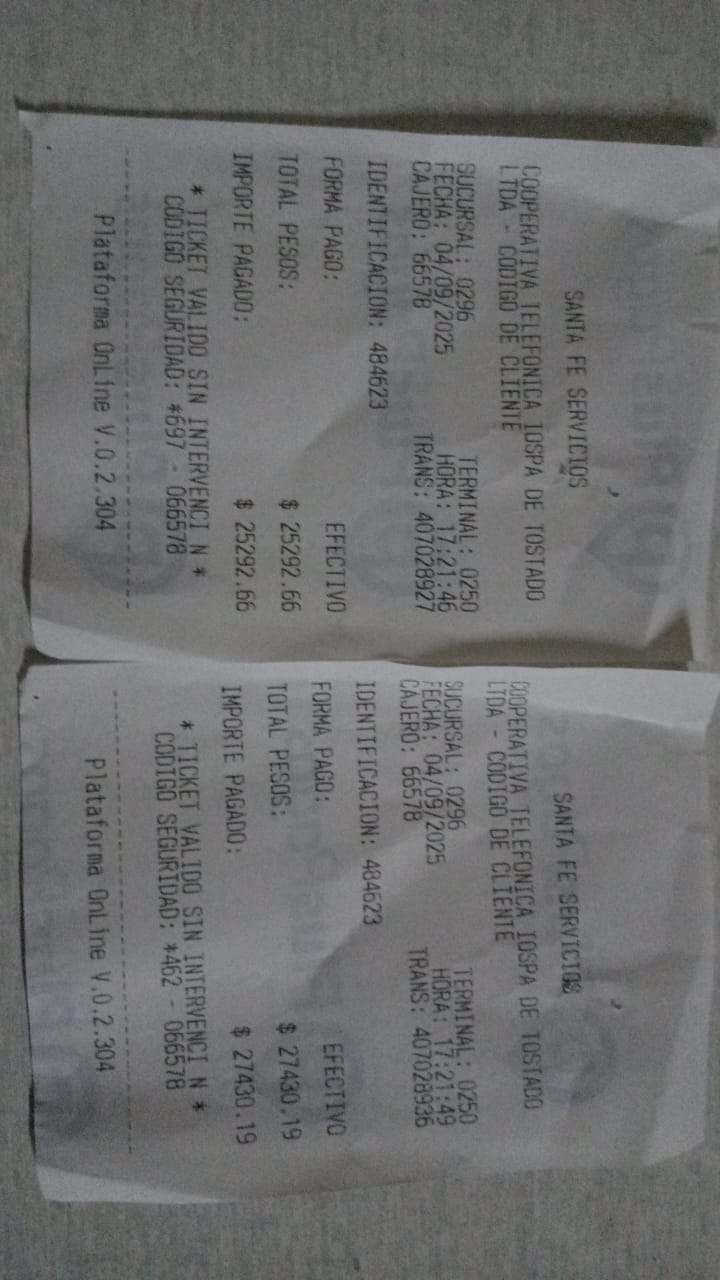 SANTA FE SERVICIOS
COOPERATIVA TELEFONICA IOSPA DE TOSTADO
LTDA - CODIGO DE CLIENTE
SUCURSAL: 0296 TERMINAL: 0250
FECHA: 04/09/2025 HORA: 17:21:46
CAJERO: 66578 TRANS: 407028927
IDENTIFICACION: 484623
FORMA PAGO: EFECTIVO
TOTAL PESOS: $ 25292.66
IMPORTE PAGADO: $ 25292.66
* TICKET VALIDO SIN INTERVENCI N *
CODIGO SEGURIDAD: *697 - 066578
Plataforma OnLine V.0.2.304
SANTA FE SERVICIOS
COOPERATIVA TELEFONICA IOSPA DE TOSTADO
LTDA - CODIGO DE CLIENTE
SUCURSAL: 0296 TERMINAL: 0250
FECHA: 04/09/2025 HORA: 17:21:49
CAJERO: 66578 TRANS: 407028936
IDENTIFICACION: 484623
FORMA PAGO: EFECTIVO
TOTAL PESOS: $ 27430.19
IMPORTE PAGADO: $ 27430.19
* TICKET VALIDO SIN INTERVENCI N *
CODIGO SEGURIDAD: *462 - 066578
Plataforma OnLine V.0.2.304